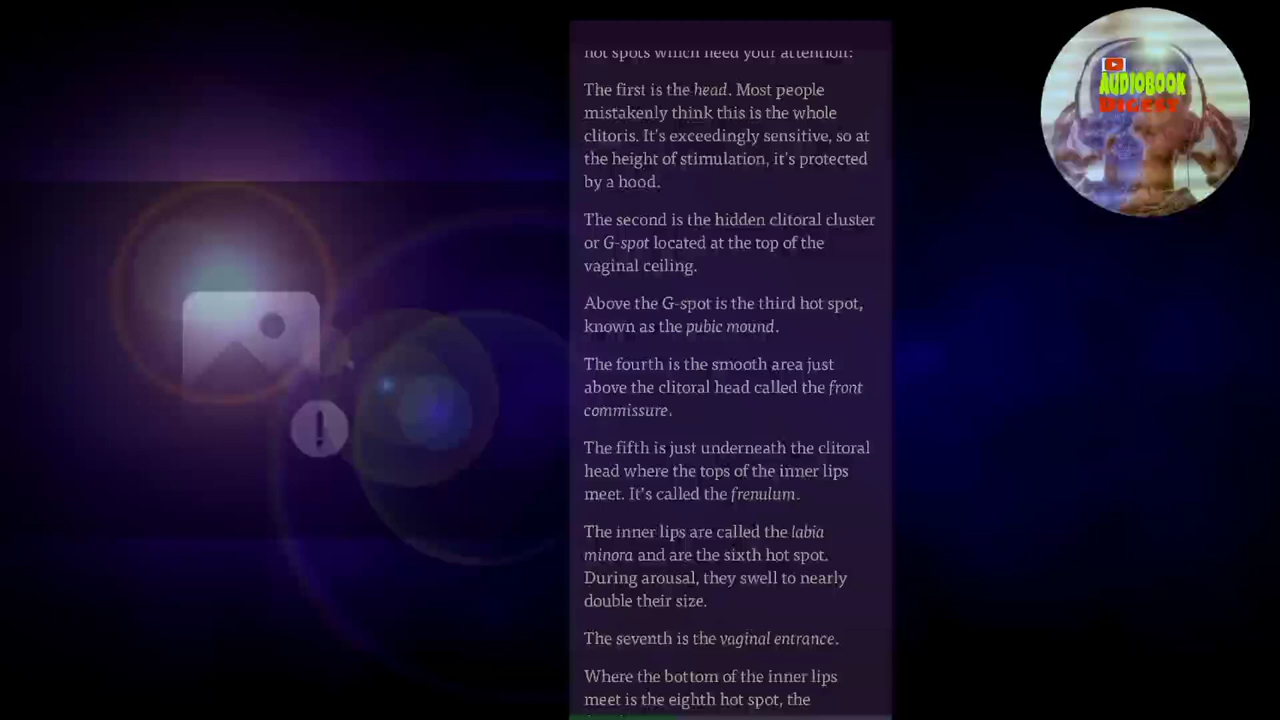 hot spots which need your attention:
The first is the head. Most people
mistakenly think this is the whole
clitoris. It's exceedingly sensitive, so at
the height of stimulation, it's protected
by a hood.
The second is the hidden clitoral cluster
or G-spot located at the top of the
vaginal ceiling.
Above the G-spot is the third hot spot,
known as the pubic mound.
The fourth is the smooth area just
above the clitoral head called the front
commissure.
The fifth is just underneath the clitoral
head where the tops of the inner lips
meet. It's called the frenulum.
The inner lips are called the labia
minora and are the sixth hot spot.
During arousal, they swell to nearly
double their size.
The seventh is the vaginal entrance.
Where the bottom of the inner lips
meet is the eighth hot spot, the
AUDIOBOOK
DIGEST